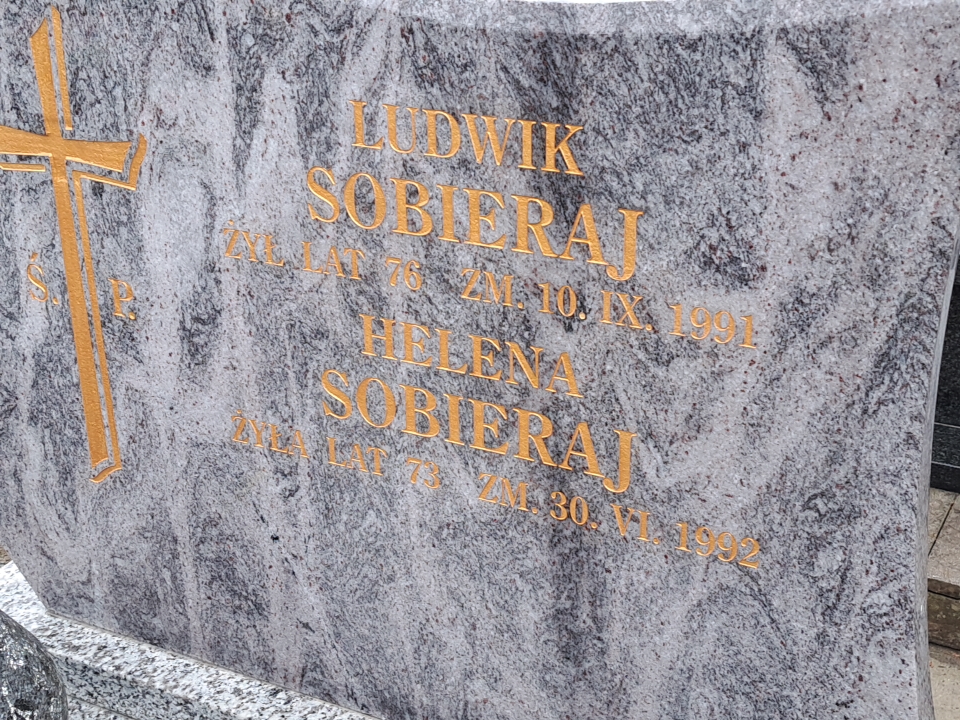 Ś. P.
LUDWIK
SOBIERAJ
ŻYŁ LAT 76 ZM. 10. IX. 1991
HELENA
SOBIERAJ
ŻYŁA LAT 73 ZM. 30. VI. 1992